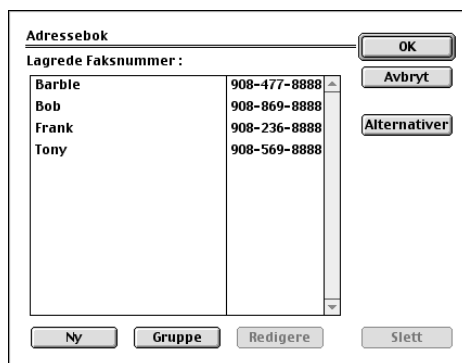 Adressebok
OK
Lagrede Faksnummer :
Avbryt
Barble 908-477-8888
Bob 908-869-8888
Frank 908-236-8888
Alternativer
Tony 908-569-8888
Ny Gruppe Redigere Slett